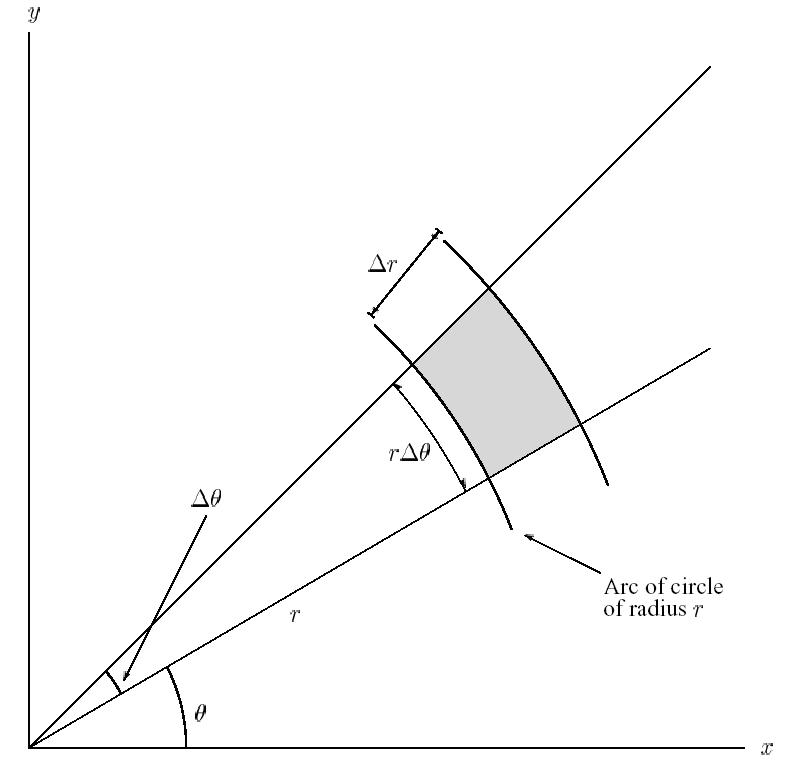 y
Δr
rΔθ
Δθ
Arc of circle
of radius r
r
θ
x